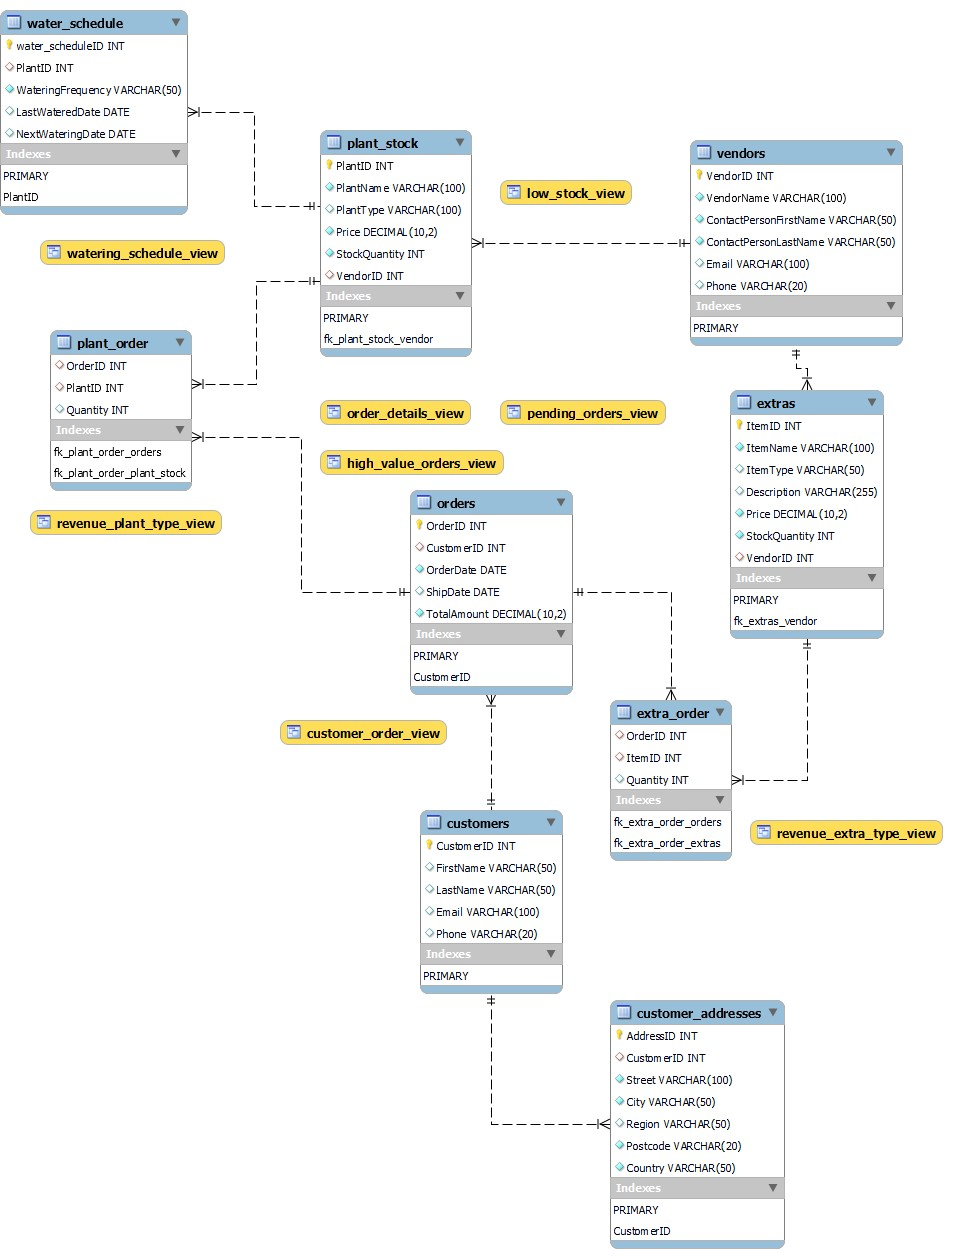 water_schedule
water_scheduleID INT
PlantID INT
WateringFrequency VARCHAR(50)
LastWateredDate DATE
NextWateringDate DATE
Indexes
PRIMARY
PlantID
watering_schedule_view
plant_stock
PlantID INT
PlantName VARCHAR(100)
PlantType VARCHAR(100)
Price DECIMAL(10,2)
StockQuantity INT
VendorID INT
Indexes
PRIMARY
fk_plant_stock_vendor
low_stock_view
vendors
VendorID INT
VendorName VARCHAR(100)
ContactPersonFirstName VARCHAR(50)
ContactPersonLastName VARCHAR(50)
Email VARCHAR(100)
Phone VARCHAR(20)
Indexes
PRIMARY
plant_order
OrderID INT
PlantID INT
Quantity INT
Indexes
fk_plant_order_orders
fk_plant_order_plant_stock
revenue_plant_type_view
order_details_view
pending_orders_view
high_value_orders_view
extras
ItemID INT
ItemName VARCHAR(100)
ItemType VARCHAR(50)
Description VARCHAR(255)
Price DECIMAL(10,2)
StockQuantity INT
VendorID INT
Indexes
PRIMARY
fk_extras_vendor
orders
OrderID INT
CustomerID INT
OrderDate DATE
ShipDate DATE
TotalAmount DECIMAL(10,2)
Indexes
PRIMARY
CustomerID
customer_order_view
extra_order
OrderID INT
ItemID INT
Quantity INT
Indexes
fk_extra_order_orders
fk_extra_order_extras
revenue_extra_type_view
customers
CustomerID INT
FirstName VARCHAR(50)
LastName VARCHAR(50)
Email VARCHAR(100)
Phone VARCHAR(20)
Indexes
PRIMARY
customer_addresses
AddressID INT
CustomerID INT
Street VARCHAR(100)
City VARCHAR(50)
Region VARCHAR(50)
Postcode VARCHAR(20)
Country VARCHAR(50)
Indexes
PRIMARY
CustomerID